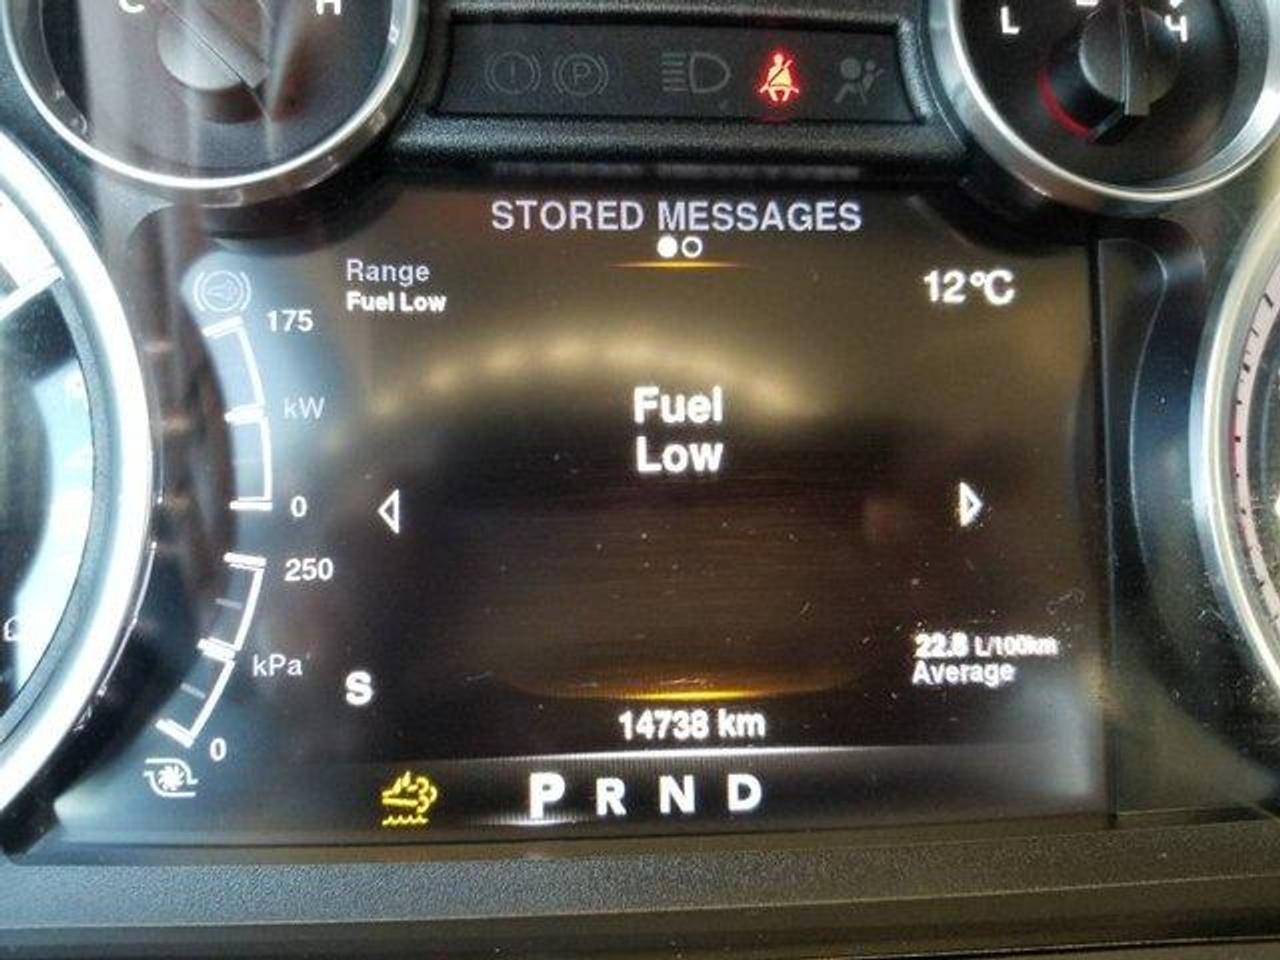 C H
L 4
P
STORED MESSAGES
Range
Fuel Low
12°C
175
kW
0
Fuel
Low
250
kPa
0
S
22.8 L/100km
Average
14738 km
P R N D